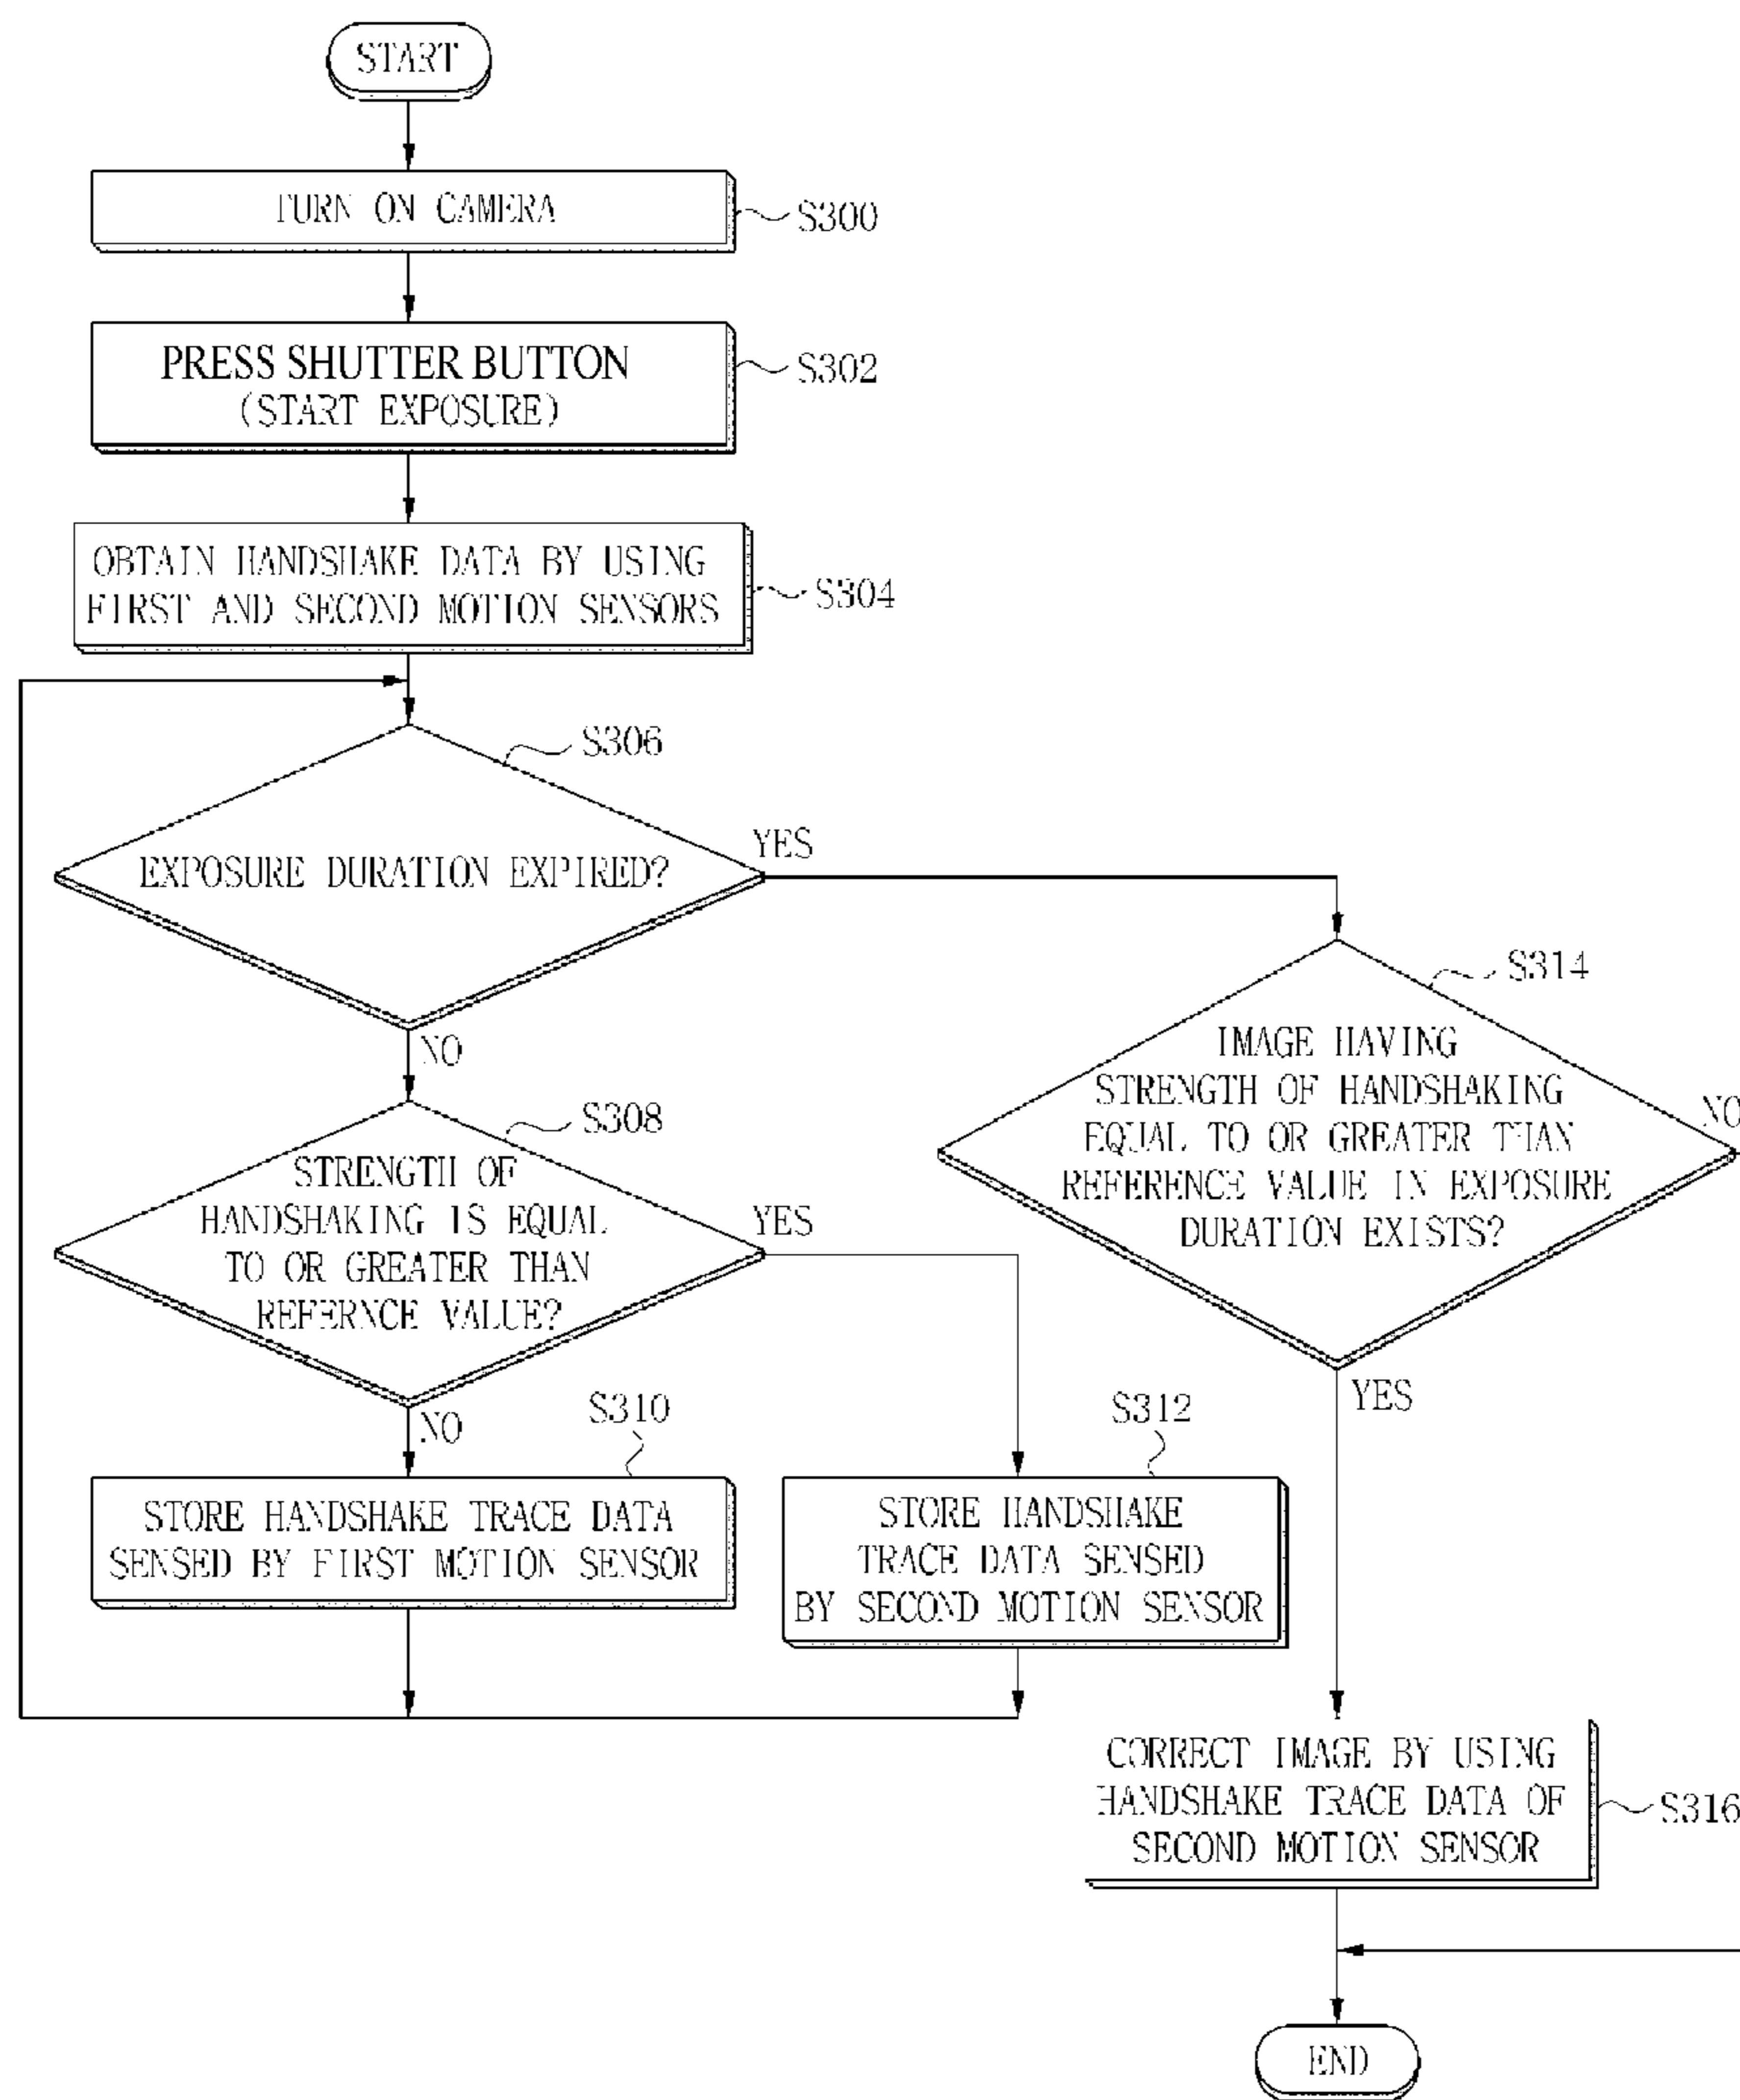 START
TURN ON CAMERA
S300
PRESS SHUTTER BUTTON
(START EXPOSURE)
S302
OBTAIN HANDSHAKE DATA BY USING
FIRST AND SECOND MOTION SENSORS
S304
S306
EXPOSURE DURATION EXPIRED?
YES
NO
S308
STRENGTH OF
HANDSHAKING IS EQUAL
TO OR GREATER THAN
REFERNCE VALUE?
YES
NO
S310
STORE HANDSHAKE TRACE DATA
SENSED BY FIRST MOTION SENSOR
S312
STORE HANDSHAKE
TRACE DATA SENSED
BY SECOND MOTION SENSOR
S314
IMAGE HAVING
STRENGTH OF HANDSHAKING
EQUAL TO OR GREATER THAN
REFERENCE VALUE IN EXPOSURE
DURATION EXISTS?
NO
YES
CORRECT IMAGE BY USING
HANDSHAKE TRACE DATA OF
SECOND MOTION SENSOR
S316
END